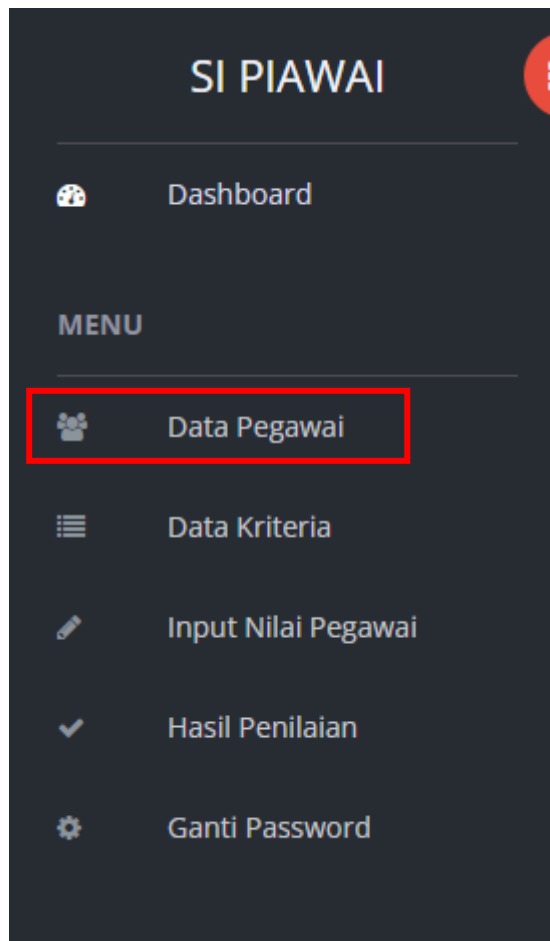 SI PIAWAI
Dashboard
MENU
Data Pegawai
Data Kriteria
Input Nilai Pegawai
Hasil Penilaian
Ganti Password